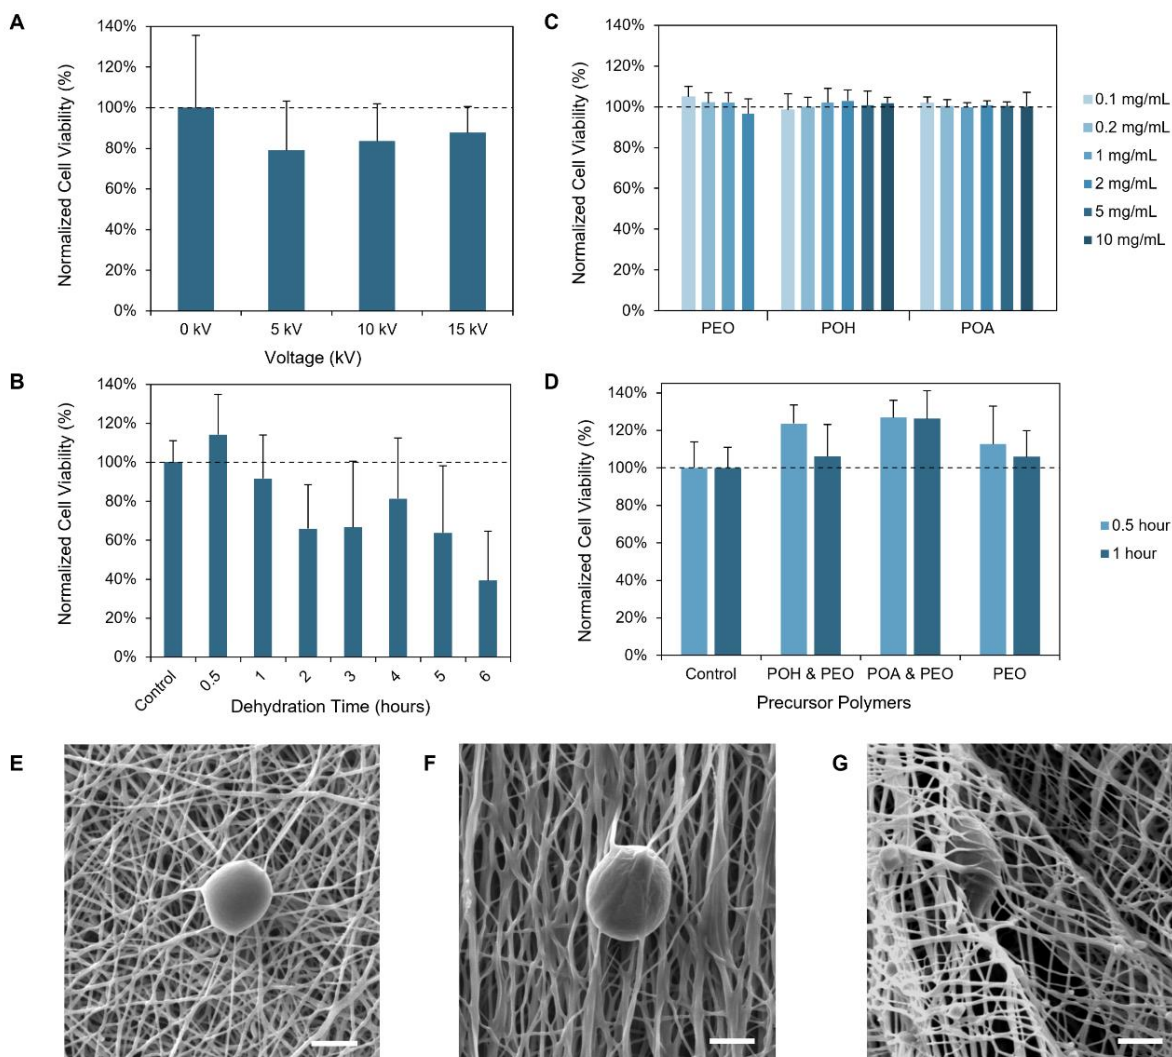 A
Normalized Cell Viability (%)
140%
120%
100%
80%
60%
40%
20%
0%
0 kV 5 kV 10 kV 15 kV
Voltage (kV)
C
Normalized Cell Viability (%)
140%
120%
100%
80%
60%
40%
20%
0%
PEO POH POA
0.1 mg/mL
0.2 mg/mL
1 mg/mL
2 mg/mL
5 mg/mL
10 mg/mL
B
Normalized Cell Viability (%)
140%
120%
100%
80%
60%
40%
20%
0%
Control 0.5 1 2 3 4 5 6
Dehydration Time (hours)
D
Normalized Cell Viability (%)
140%
120%
100%
80%
60%
40%
20%
0%
Control POH & PEO POA & PEO PEO
Precursor Polymers
0.5 hour
1 hour
E
F
G